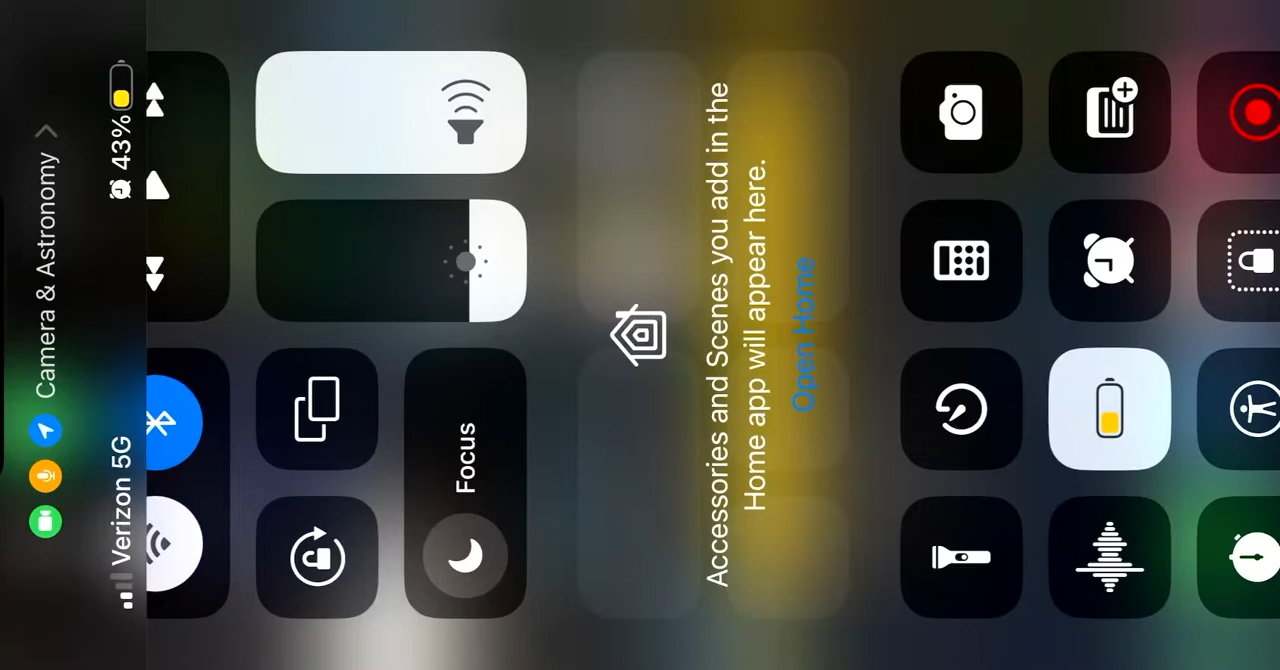 Camera & Astronomy
Verizon 5G
43%
Focus
Accessories and Scenes you add in the
Home app will appear here.
Open Home